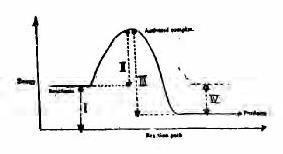 Activated complex
II
III
Energy
Reactants
I
IV
Products
Reaction path